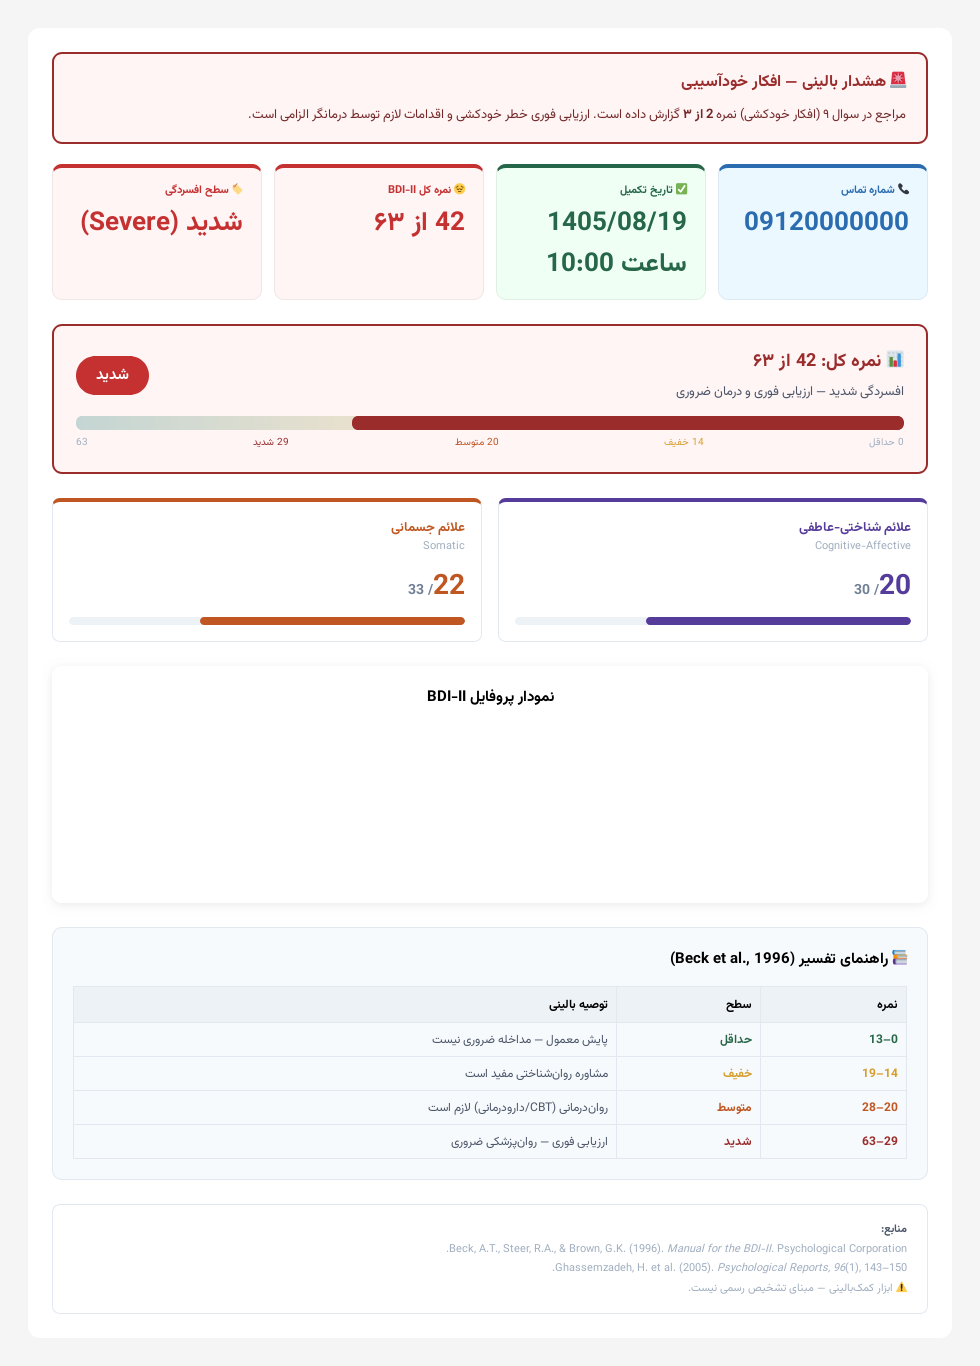 🚨 هشدار بالینی — افکار خودآسیبی
مراجع در سوال ۹ (افکار خودکشی) نمره 2 از ۳ گزارش داده است. ارزیابی فوری خطر خودکشی و اقدامات لازم توسط درمانگر الزامی است.
📞 شماره تماس
09120000000
✅ تاریخ تکمیل
1405/08/19
ساعت 10:00
😔 نمره کل BDI-II
42 از ۶۳
🏷️ سطح افسردگی
شدید (Severe)
📊 نمره کل: 42 از ۶۳
افسردگی شدید — ارزیابی فوری و درمان ضروری
شدید
0 حداقل
14 خفیف
20 متوسط
29 شدید
63
علائم شناختی-عاطفی
Cognitive-Affective
20/ 30
علائم جسمانی
Somatic
22/ 33
نمودار پروفایل BDI-II
📚 راهنمای تفسیر (Beck et al., 1996)
نمره	سطح	توصیه بالینی
0–13	حداقل	پایش معمول — مداخله ضروری نیست
14–19	خفیف	مشاوره روان‌شناختی مفید است
20–28	متوسط	روان‌درمانی (CBT/دارودرمانی) لازم است
29–63	شدید	ارزیابی فوری — روان‌پزشکی ضروری
منابع:
Beck, A.T., Steer, R.A., & Brown, G.K. (1996). Manual for the BDI-II. Psychological Corporation.
Ghassemzadeh, H. et al. (2005). Psychological Reports, 96(1), 143–150.
⚠️ ابزار کمک‌بالینی — مبنای تشخیص رسمی نیست.